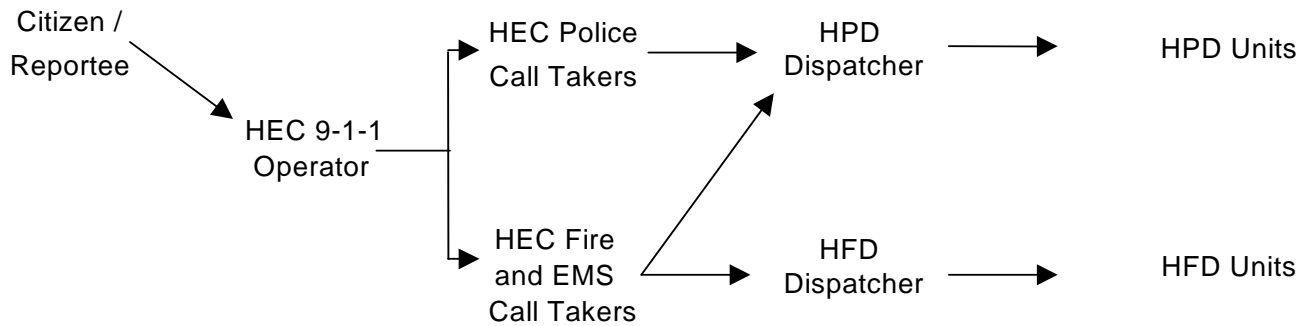 Citizen /
Reportee
HEC 9-1-1
Operator
HEC Police
Call Takers
HPD
Dispatcher
HPD Units
HEC Fire
and EMS
Call Takers
HFD
Dispatcher
HFD Units